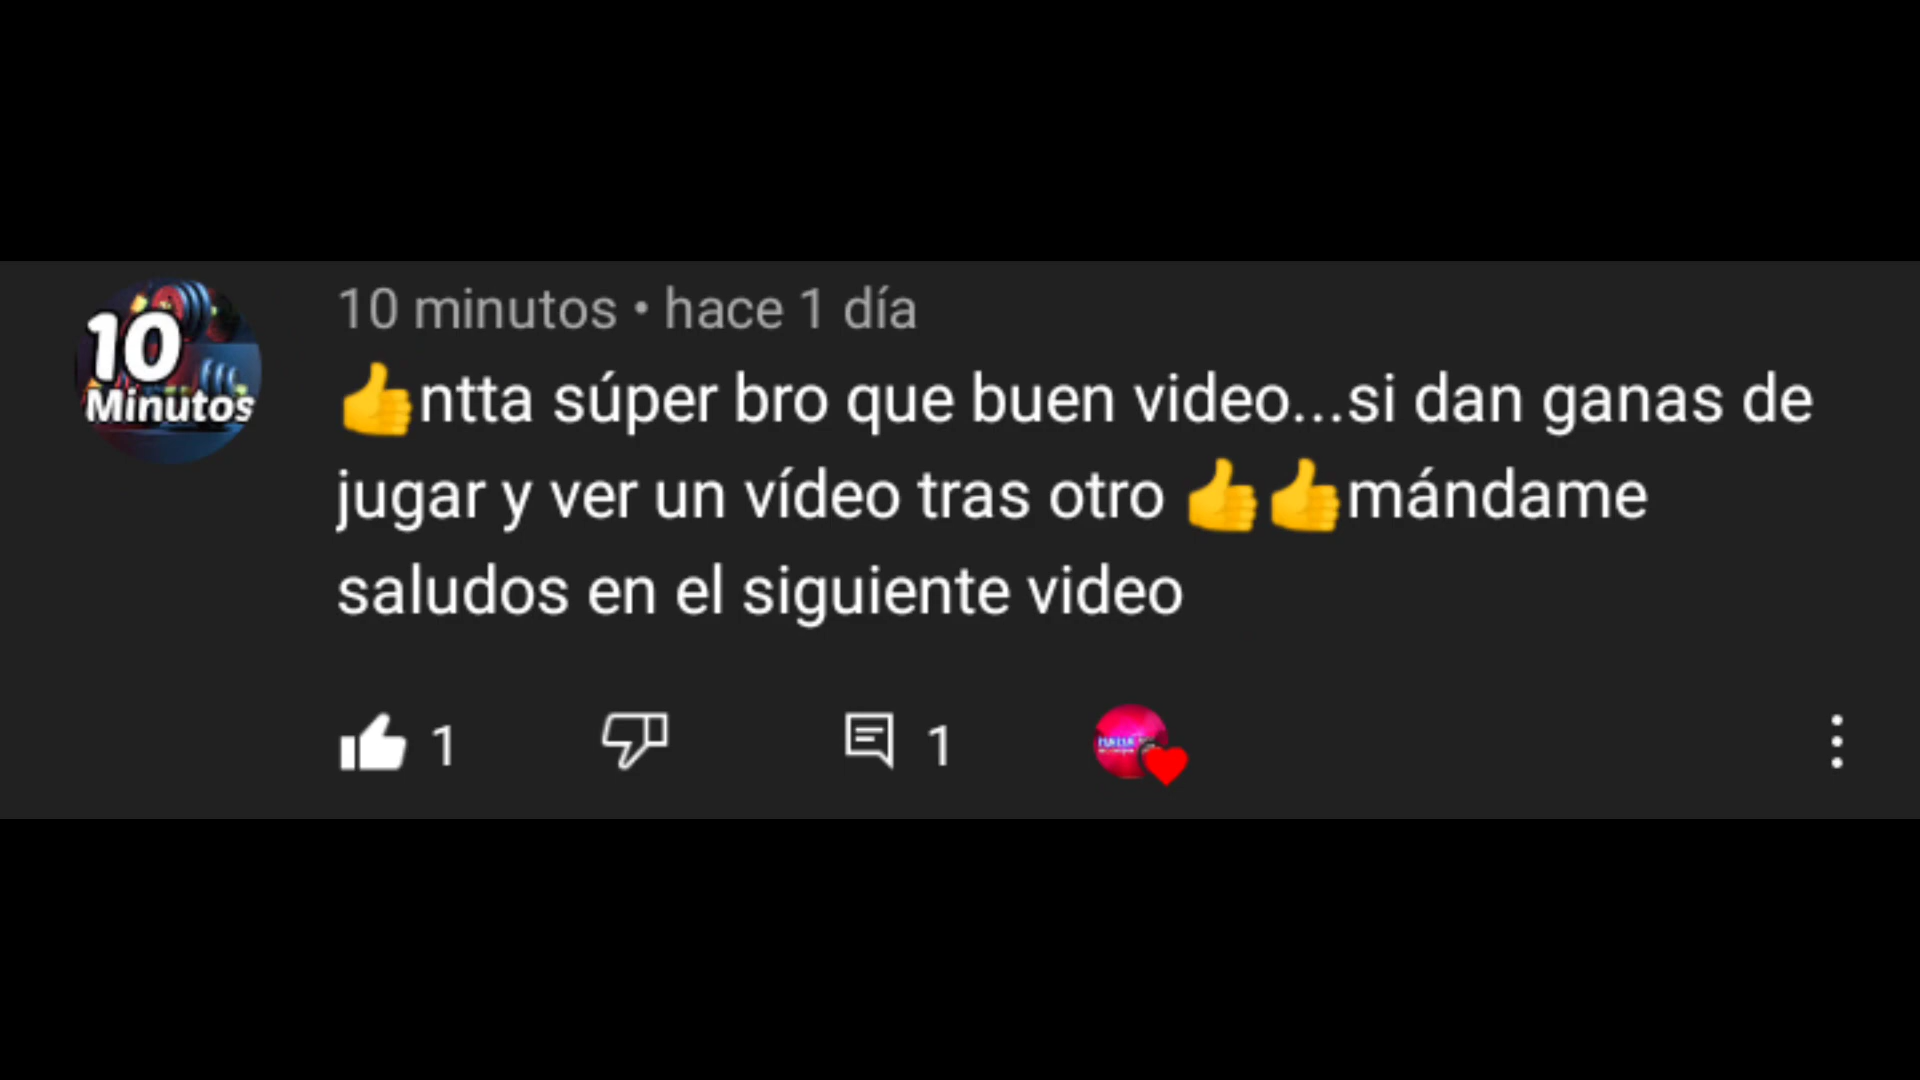 10
Minutos
10 minutos • hace 1 día
👍ntta súper bro que buen video...si dan ganas de
jugar y ver un vídeo tras otro 👍👍mándame
saludos en el siguiente video
1
1